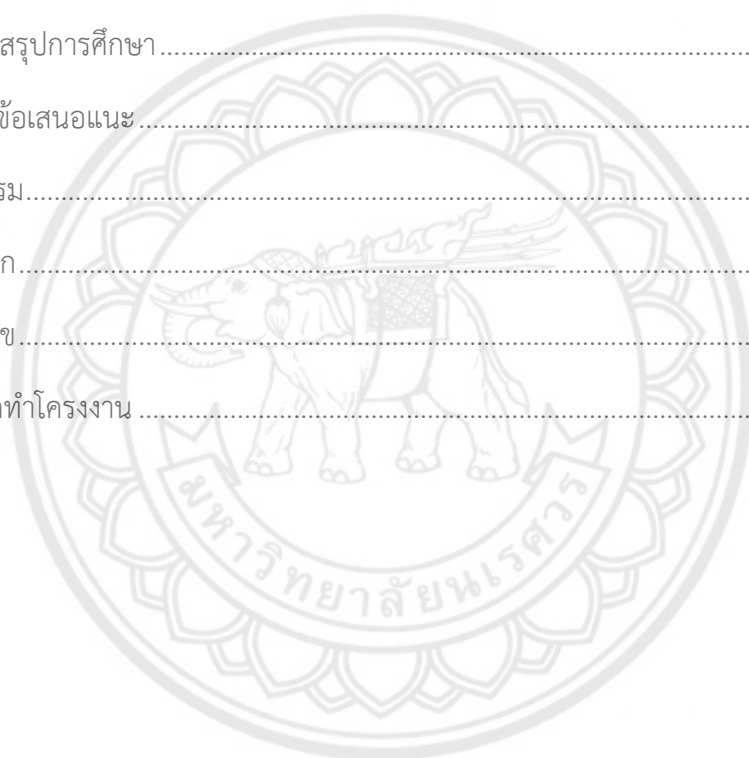 สรุปการศึกษา........................................................................
ข้อเสนอแนะ........................................................................
รม........................................................................
ก........................................................................
ข........................................................................
ทำโครงงาน........................................................................
มหาวิทยาลัยนเรศวร